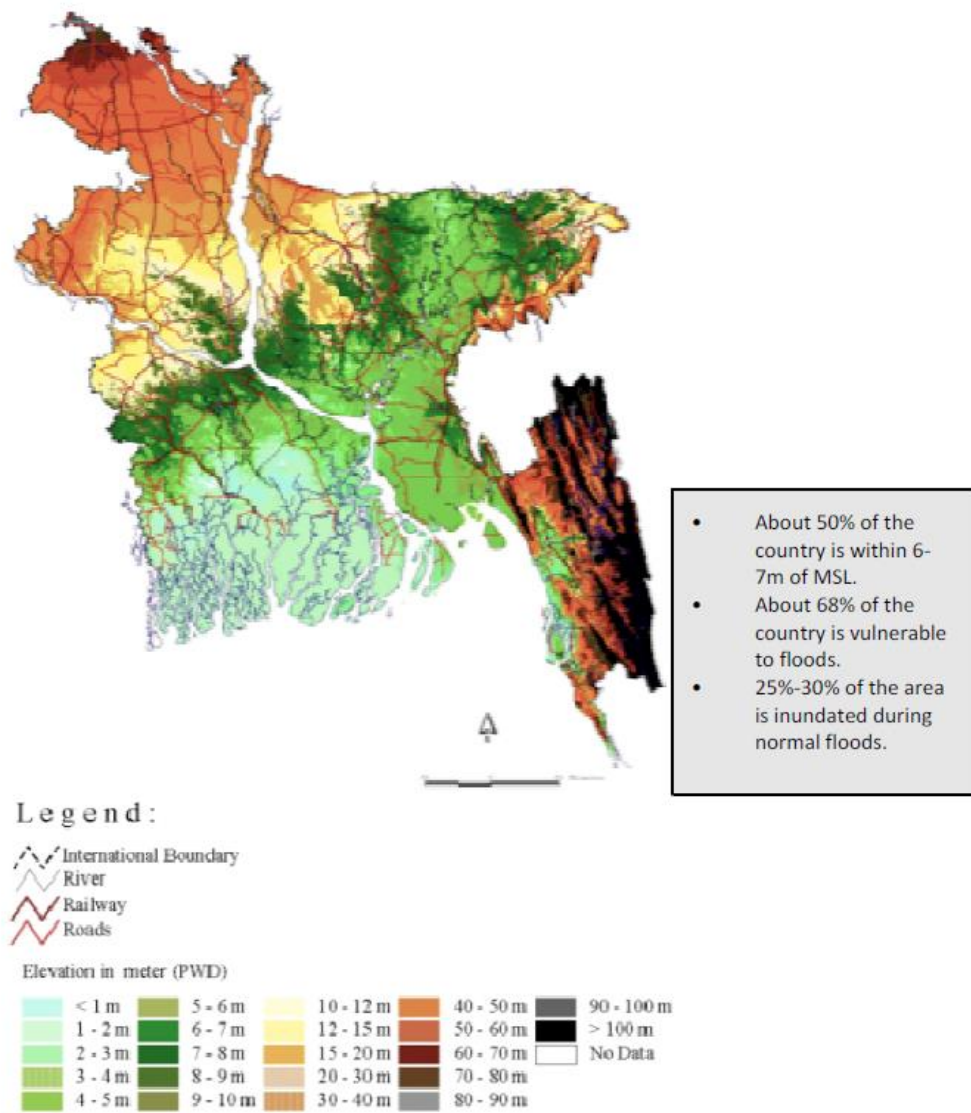 • About 50% of the
country is within 6-
7m of MSL.
• About 68% of the
country is vulnerable
to floods.
• 25%-30% of the area
is inundated during
normal floods.
Legend:
International Boundary
River
Railway
Roads
Elevation in meter (PWD)
< 1 m
1 - 2 m
2 - 3 m
3 - 4 m
4 - 5 m
5 - 6 m
6 - 7 m
7 - 8 m
8 - 9 m
9 - 10 m
10 - 12 m
12 - 15 m
15 - 20 m
20 - 30 m
30 - 40 m
40 - 50 m
50 - 60 m
60 - 70 m
70 - 80 m
80 - 90 m
90 - 100 m
> 100 m
No Data